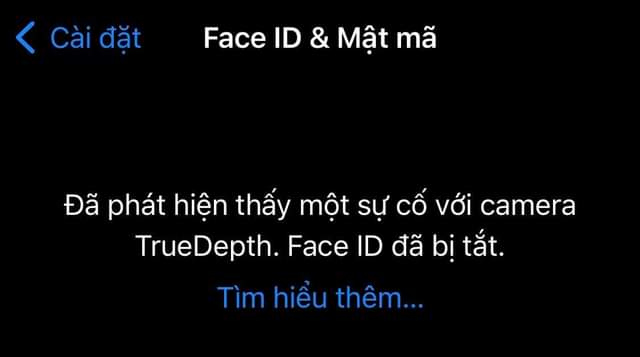 Cài đặt Face ID & Mật mã
Đã phát hiện thấy một sự cố với camera
TrueDepth. Face ID đã bị tắt.
Tìm hiểu thêm...